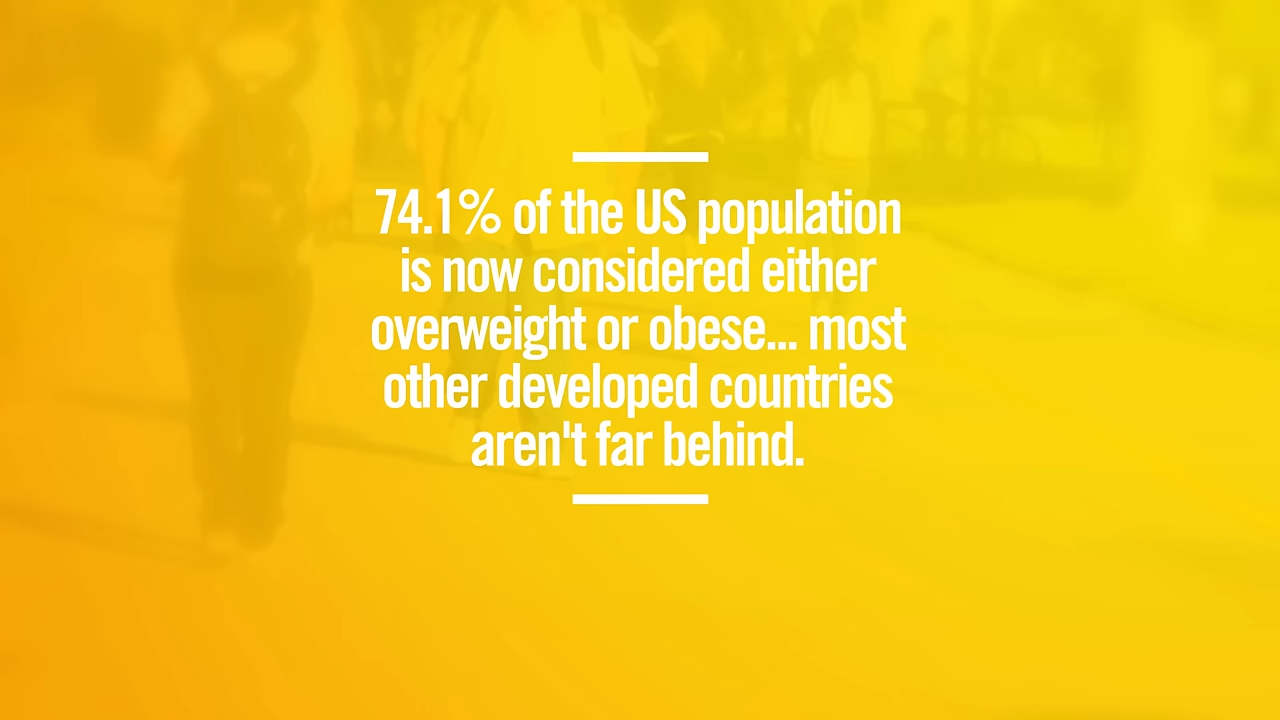 74.1% of the US population
is now considered either
overweight or obese... most
other developed countries
aren't far behind.